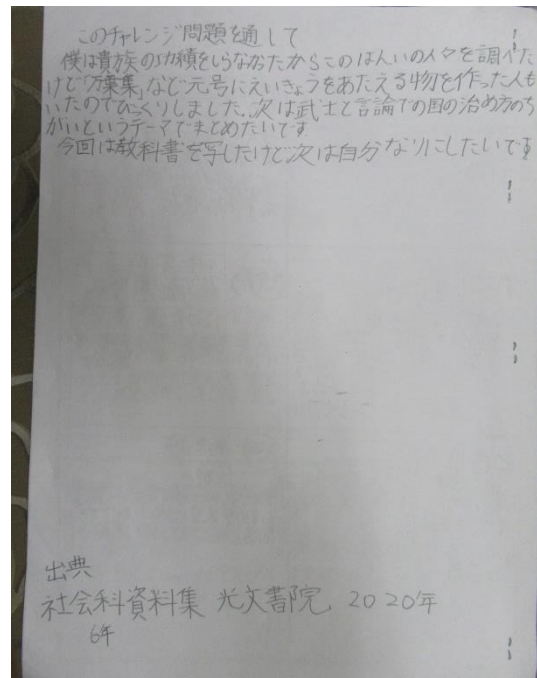 このチャレンジ問題を通して
僕は貴族の功績をしらなかったからこのはんいの人々を調べた
けど「万葉集」など元号にえいきょうをあたえる物を作った人も
いたのでびっくりしました.次は武士と言論での国の治め方のち
がいというテーマでまとめたいです
今回は教科書を写したけど次は自分なりにしたいです
出典
社会科資料集 光文書院 2020年
6年